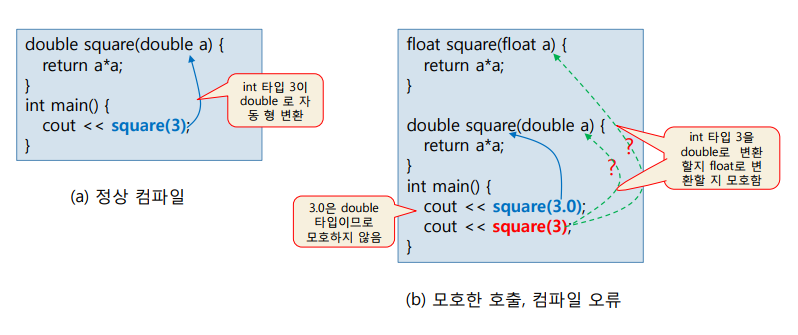 double square(double a) {
return a*a;
}
int main() {
cout << square(3);
}
int 타입 3이
double 로 자
동 형 변환
(a) 정상 컴파일
float square(float a) {
return a*a;
}
double square(double a) {
return a*a;
}
int main() {
cout << square(3.0);
cout << square(3);
}
?
?
int 타입 3을
double로 변환
할지 float로 변
환할 지 모호함
3.0은 double
타입이므로
모호하지 않음
(b) 모호한 호출, 컴파일 오류